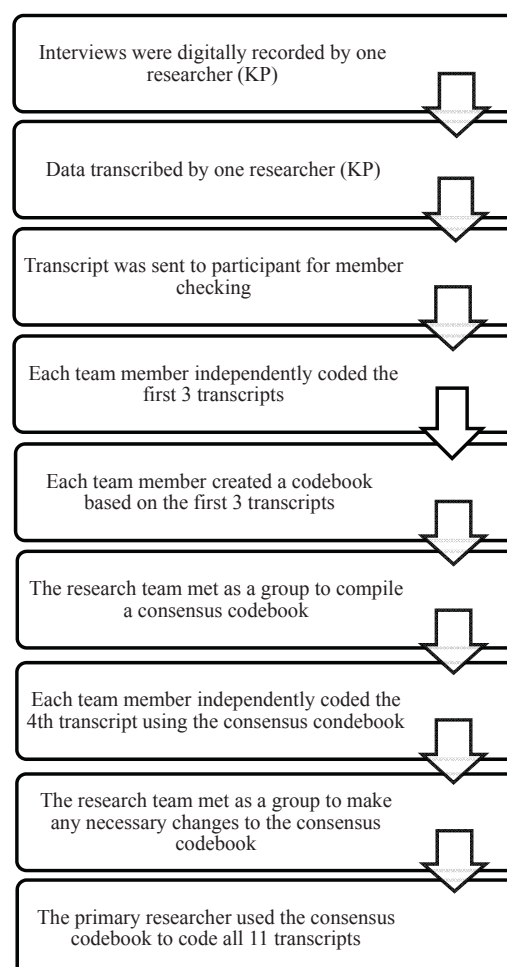 Interviews were digitally recorded by one
researcher (KP)
Data transcribed by one researcher (KP)
Transcript was sent to participant for member
checking
Each team member independently coded the
first 3 transcripts
Each team member created a codebook
based on the first 3 transcripts
The research team met as a group to compile
a consensus codebook
Each team member independently coded the
4th transcript using the consensus condebook
The research team met as a group to make
any necessary changes to the consensus
codebook
The primary researcher used the consensus
codebook to code all 11 transcripts